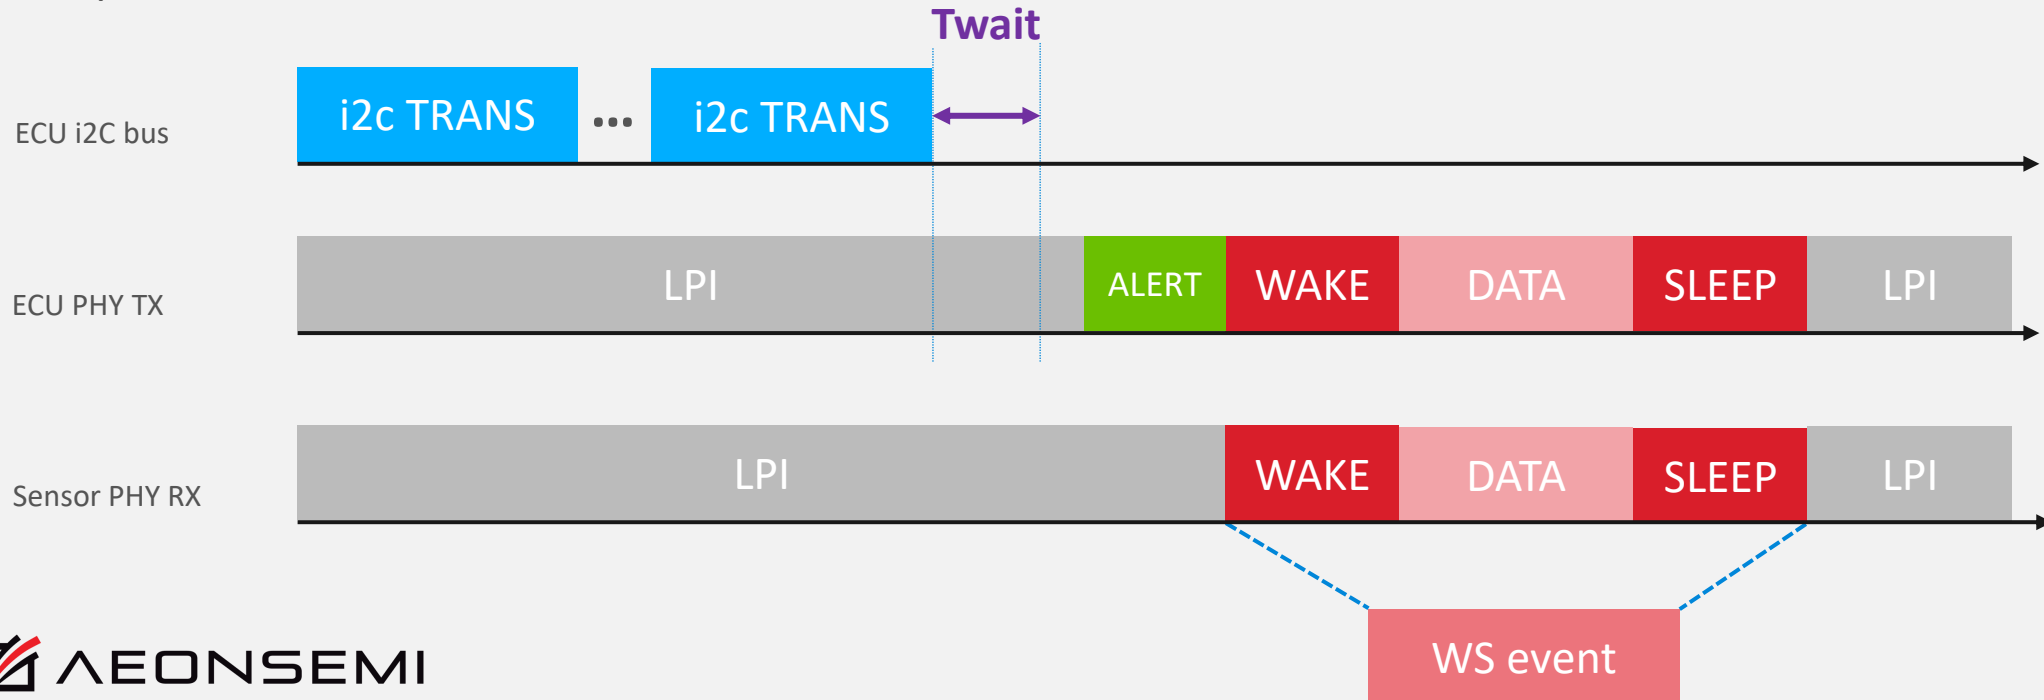 Twait
ECU i2C bus
i2c TRANS ... i2c TRANS
ECU PHY TX
LPI ALERT WAKE DATA SLEEP LPI
Sensor PHY RX
LPI WAKE DATA SLEEP LPI
WS event
AEONSEMI